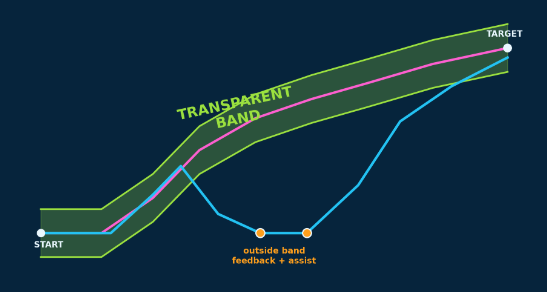 TARGET
TRANSPARENT
BAND
START
outside band
feedback + assist